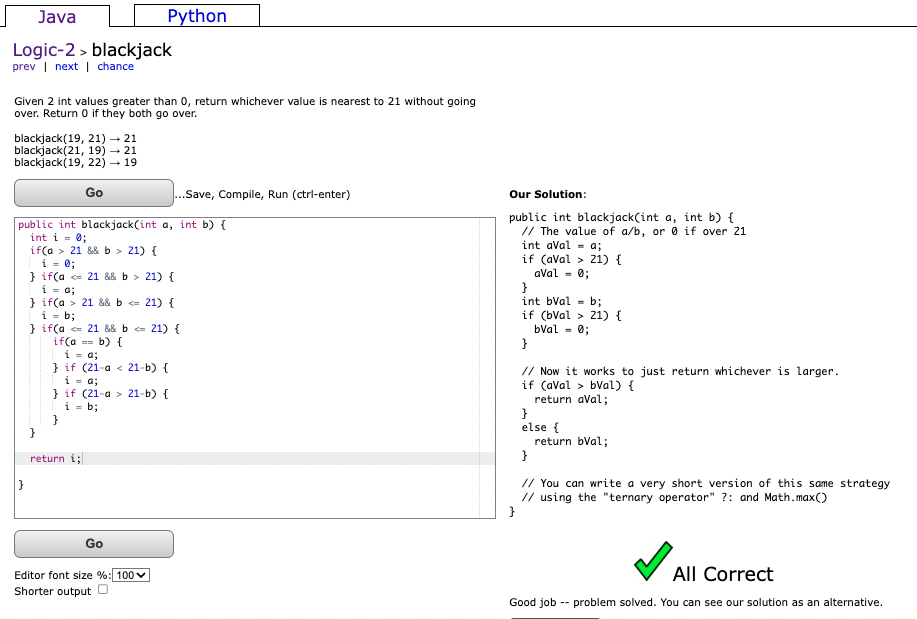 Java
Python
Logic-2 > blackjack
prev | next | chance
Given 2 int values greater than 0, return whichever value is nearest to 21 without going
over. Return 0 if they both go over.
blackjack(19, 21) → 21
blackjack(21, 19) → 21
blackjack(19, 22) → 19
Go
...Save, Compile, Run (ctrl-enter)
public int blackjack(int a, int b) {
  int i = 0;
  if(a > 21 && b > 21) {
    i = 0;
  } if(a <= 21 && b > 21) {
    i = a;
  } if(a > 21 && b <= 21) {
    i = b;
  } if(a <= 21 && b <= 21) {
      if(a == b) {
        i = a;
      } if (21-a < 21-b) {
        i = a;
      } if (21-a > 21-b) {
        i = b;
      }
  }
  return i;
}
Go
Editor font size %: 100
Shorter output
Our Solution:
public int blackjack(int a, int b) {
  // The value of a/b, or 0 if over 21
  int aVal = a;
  if (aVal > 21) {
    aVal = 0;
  }
  int bVal = b;
  if (bVal > 21) {
    bVal = 0;
  }
  // Now it works to just return whichever is larger.
  if (aVal > bVal) {
    return aVal;
  }
  else {
    return bVal;
  }
  // You can write a very short version of this same strategy
  // using the "ternary operator" ?: and Math.max()
}
All Correct
Good job -- problem solved. You can see our solution as an alternative.